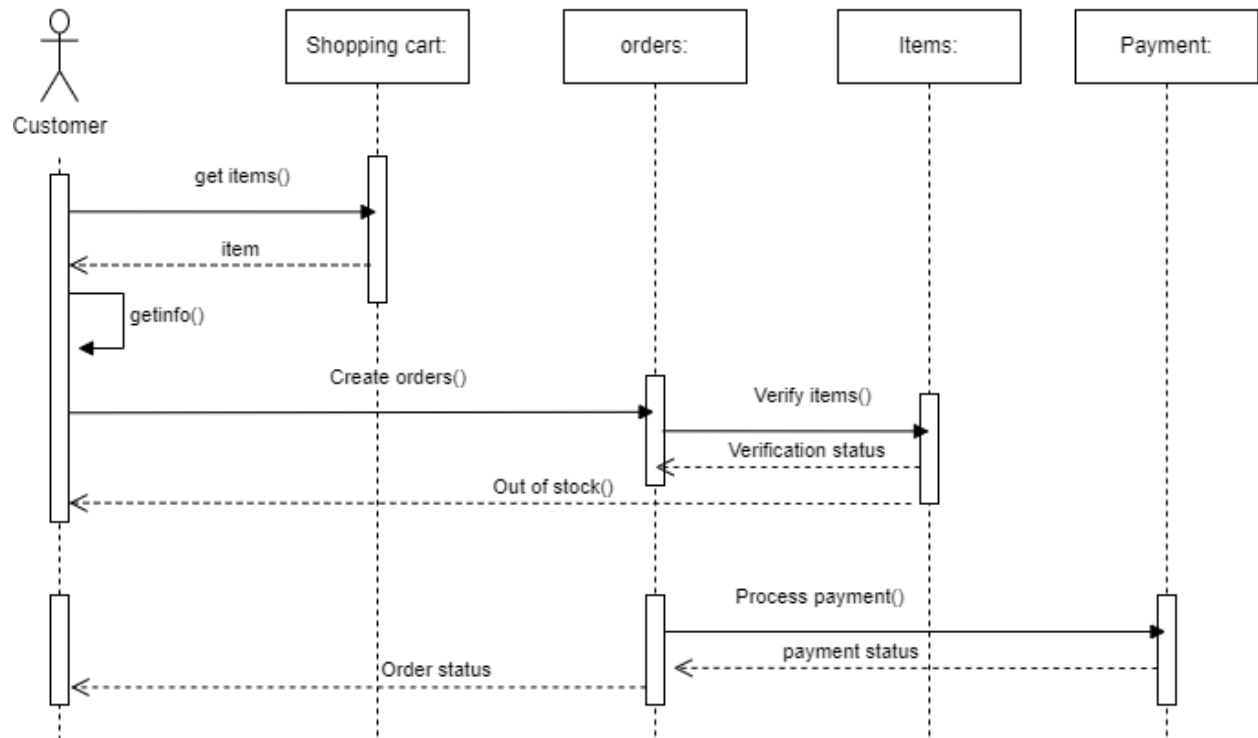 Shopping cart:
orders:
Items:
Payment:
Customer
get items()
item
getinfo()
Create orders()
Verify items()
Verification status
Out of stock()
Process payment()
payment status
Order status